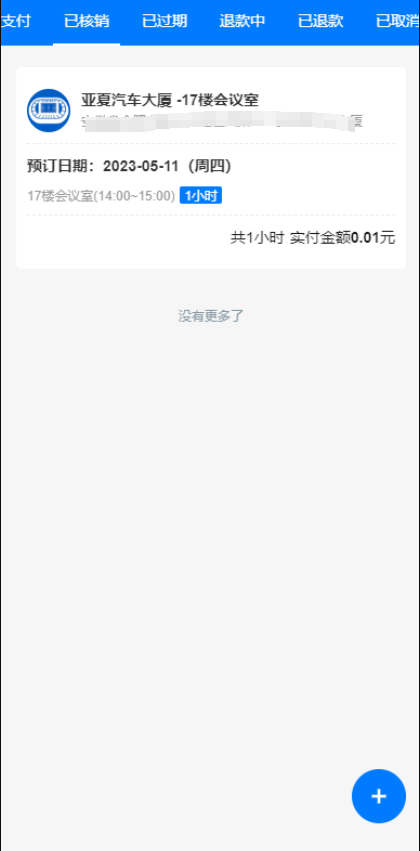 支付 已核销 已过期 退款中 已退款 已取消
亚夏汽车大厦 -17楼会议室
预订日期：2023-05-11（周四）
17楼会议室(14:00~15:00) 1小时
共1小时 实付金额0.01元
没有更多了
+